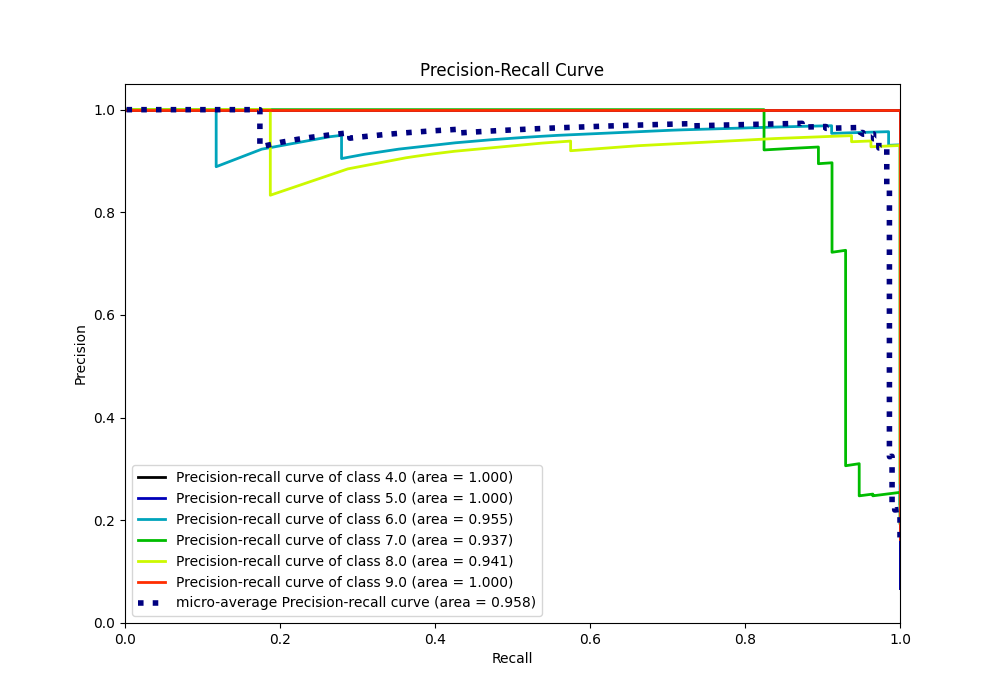 Precision-Recall Curve
1.0
0.8
0.6
0.4
0.2
0.0
Precision
Precision-recall curve of class 4.0 (area = 1.000)
Precision-recall curve of class 5.0 (area = 1.000)
Precision-recall curve of class 6.0 (area = 0.955)
Precision-recall curve of class 7.0 (area = 0.937)
Precision-recall curve of class 8.0 (area = 0.941)
Precision-recall curve of class 9.0 (area = 1.000)
micro-average Precision-recall curve (area = 0.958)
0.0 0.2 0.4 0.6 0.8 1.0
Recall